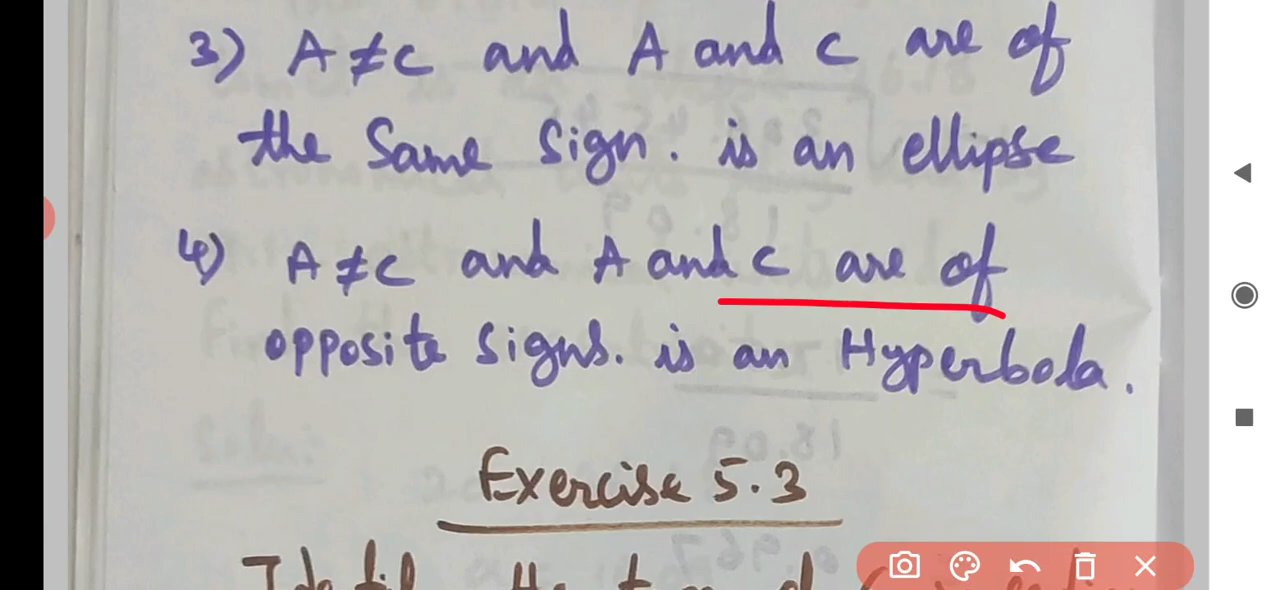 3) A ≠ C and A and C are of
the Same Sign. is an ellipse
4) A ≠ C and A and C are of
opposite Signs. is an Hyperbola.
Exercise 5.3